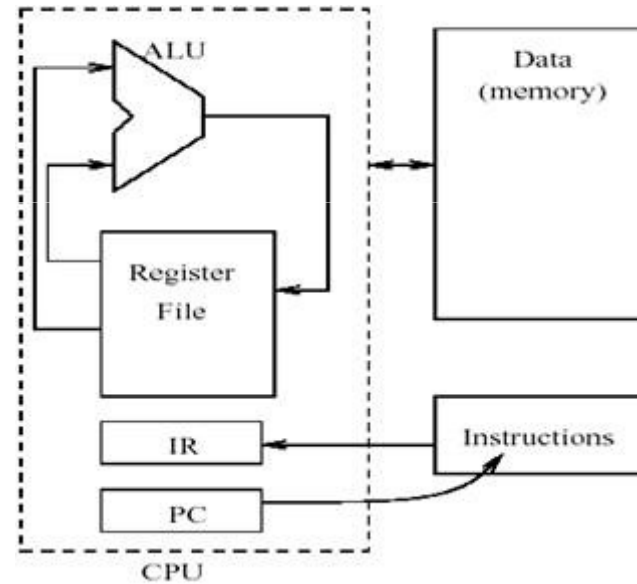 ALU
Data
(memory)
Register
File
IR
Instructions
PC
CPU